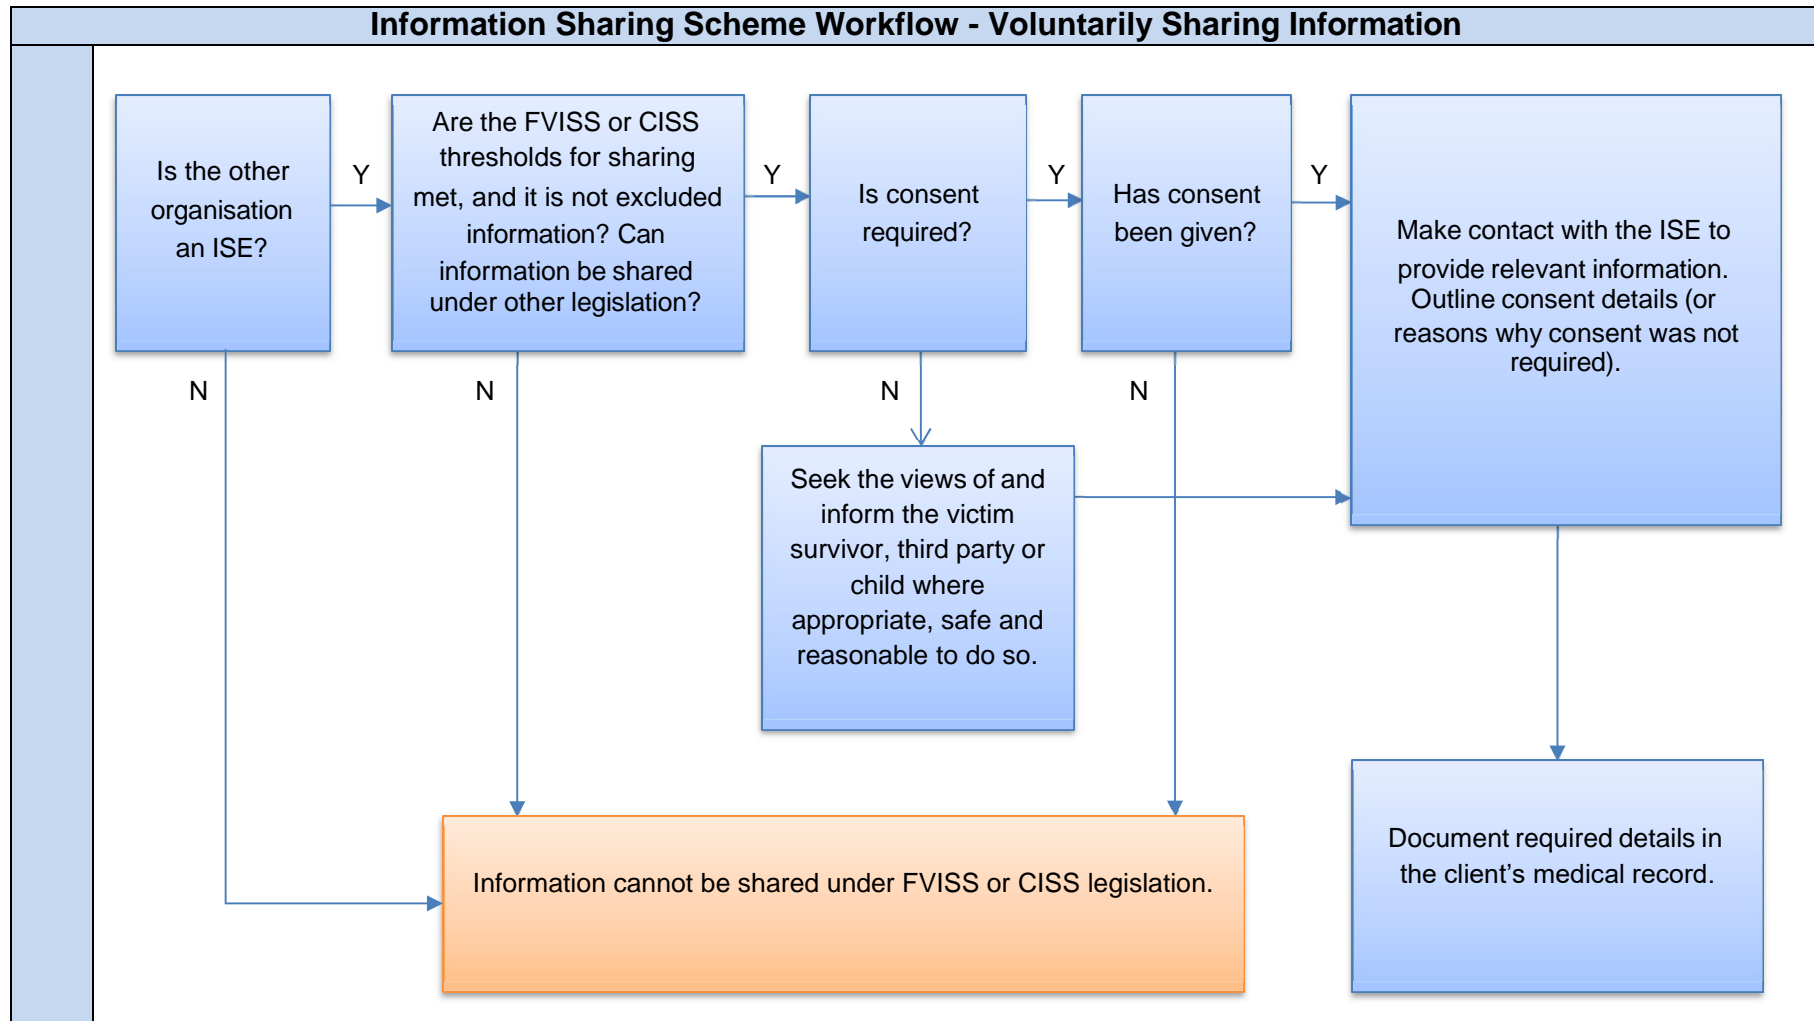 Information Sharing Scheme Workflow - Voluntarily Sharing Information
Is the other
organisation
an ISE?
Y
N
Are the FVISS or CISS
thresholds for sharing
met, and it is not excluded
information? Can
information be shared
under other legislation?
Y
N
Is consent
required?
Y
N
Has consent
been given?
Y
N
Make contact with the ISE to
provide relevant information.
Outline consent details (or
reasons why consent was not
required).
Seek the views of and
inform the victim
survivor, third party or
child where
appropriate, safe and
reasonable to do so.
Information cannot be shared under FVISS or CISS legislation.
Document required details in
the client’s medical record.